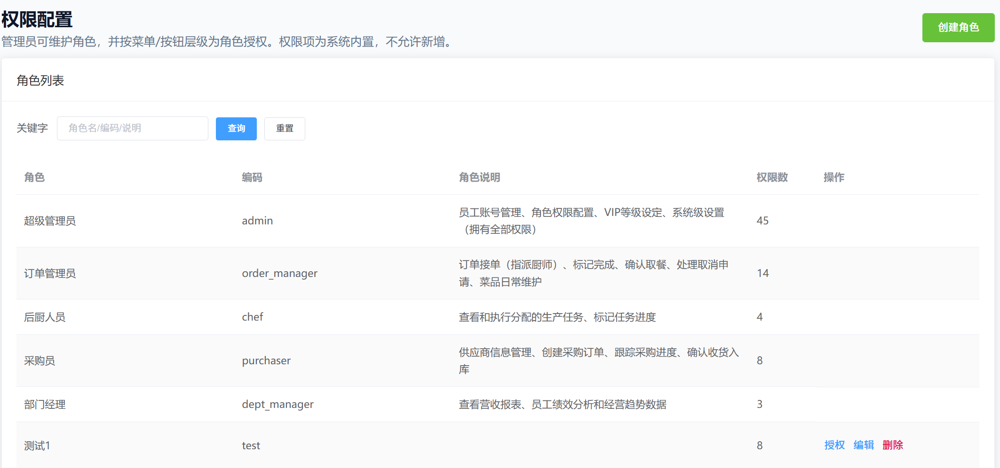 权限配置
管理员可维护角色，并按菜单/按钮层级为角色授权。权限项为系统内置，不允许新增。
创建角色
角色列表
关键字 角色名/编码/说明 查询 重置
角色 编码 角色说明 权限数 操作
超级管理员 admin 员工账号管理、角色权限配置、VIP等级设定、系统级设置
（拥有全部权限） 45
订单管理员 order_manager 订单接单（指派厨师）、标记完成、确认取餐、处理取消申
请、菜品日常维护 14
后厨人员 chef 查看和执行分配的生产任务、标记任务进度 4
采购员 purchaser 供应商信息管理、创建采购订单、跟踪采购进度、确认收货入
库 8
部门经理 dept_manager 查看营收报表、员工绩效分析和经营趋势数据 3
测试1 test 8 授权 编辑 删除